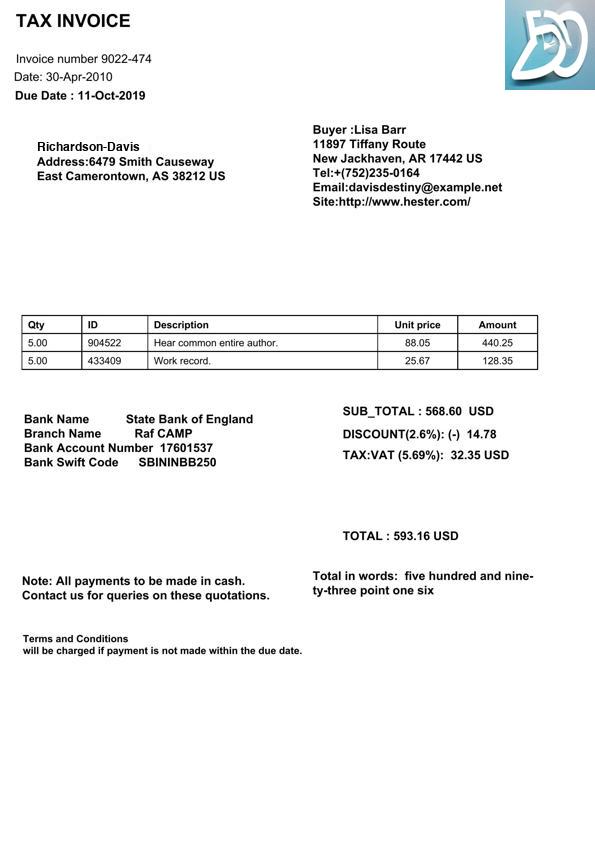 TAX INVOICE
Invoice number 9022-474
Date: 30-Apr-2010
Due Date : 11-Oct-2019
Richardson-Davis
Address:6479 Smith Causeway
East Camerontown, AS 38212 US
Buyer :Lisa Barr
11897 Tiffany Route
New Jackhaven, AR 17442 US
Tel:+(752)235-0164
Email:davisdestiny@example.net
Site:http://www.hester.com/
Qty ID Description Unit price Amount
5.00 904522 Hear common entire author. 88.05 440.25
5.00 433409 Work record. 25.67 128.35
Bank Name State Bank of England
Branch Name Raf CAMP
Bank Account Number 17601537
Bank Swift Code SBININBB250
SUB_TOTAL : 568.60 USD
DISCOUNT(2.6%): (-) 14.78
TAX:VAT (5.69%): 32.35 USD
TOTAL : 593.16 USD
Note: All payments to be made in cash.
Contact us for queries on these quotations.
Total in words: five hundred and nine-
ty-three point one six
Terms and Conditions
will be charged if payment is not made within the due date.